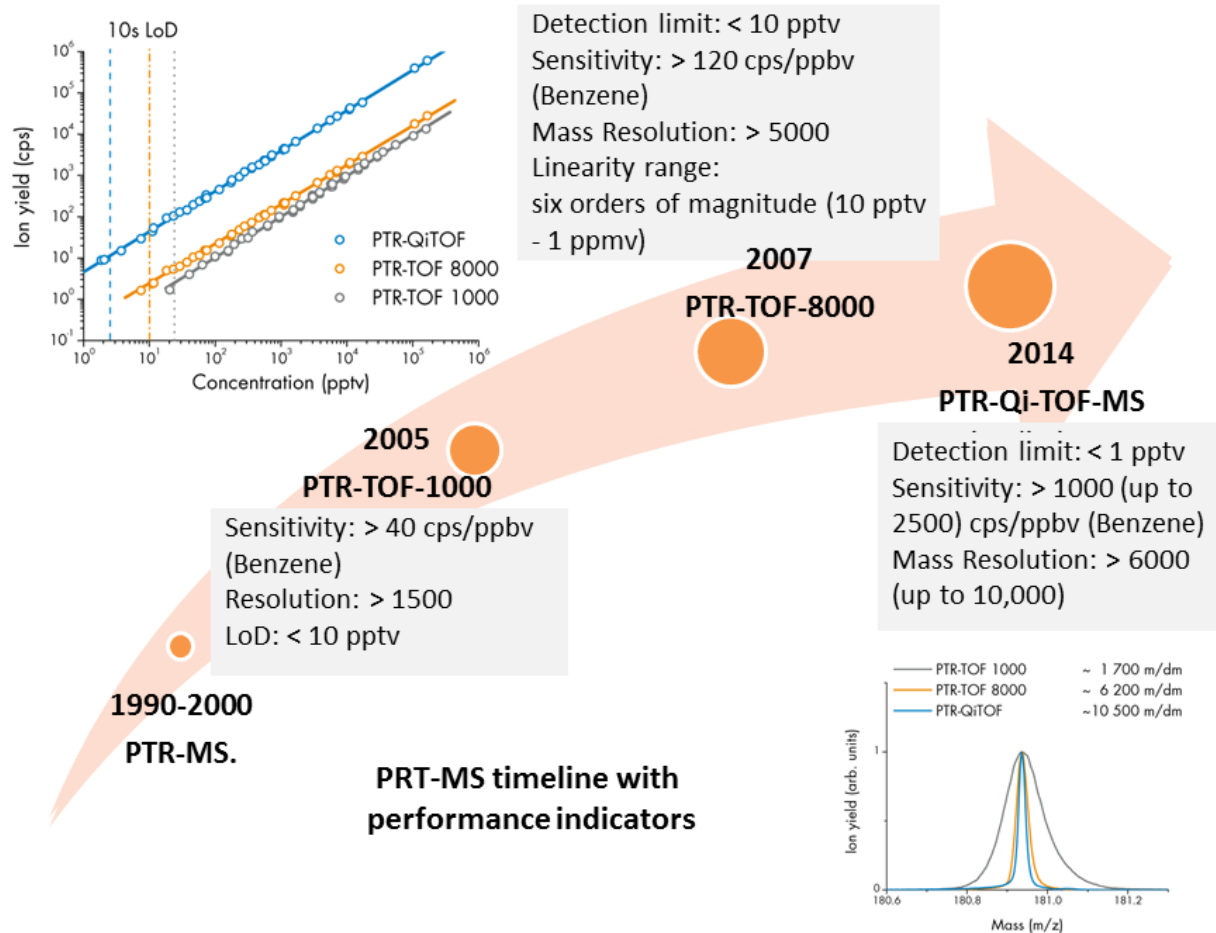 10s LoD
Ion yield (cps)
10⁶
10⁵
10⁴
10³
10²
10¹
10⁰
10⁻¹
PTR-QiTOF
PTR-TOF 8000
PTR-TOF 1000
10⁰ 10¹ 10² 10³ 10⁴ 10⁵ 10⁶
Concentration (pptv)
Detection limit: < 10 pptv
Sensitivity: > 120 cps/ppbv
(Benzene)
Mass Resolution: > 5000
Linearity range:
six orders of magnitude (10 pptv
- 1 ppmv)
2007
PTR-TOF-8000
2014
PTR-Qi-TOF-MS
Detection limit: < 1 pptv
Sensitivity: > 1000 (up to
2500) cps/ppbv (Benzene)
Mass Resolution: > 6000
(up to 10,000)
2005
PTR-TOF-1000
Sensitivity: > 40 cps/ppbv
(Benzene)
Resolution: > 1500
LoD: < 10 pptv
1990-2000
PTR-MS.
PRT-MS timeline with
performance indicators
PTR-TOF 1000 ~ 1 700 m/dm
PTR-TOF 8000 ~ 6 200 m/dm
PTR-QiTOF ~10 500 m/dm
Ion yield (arb. units)
1
0
180.6 180.8 181.0 181.2
Mass (m/z)